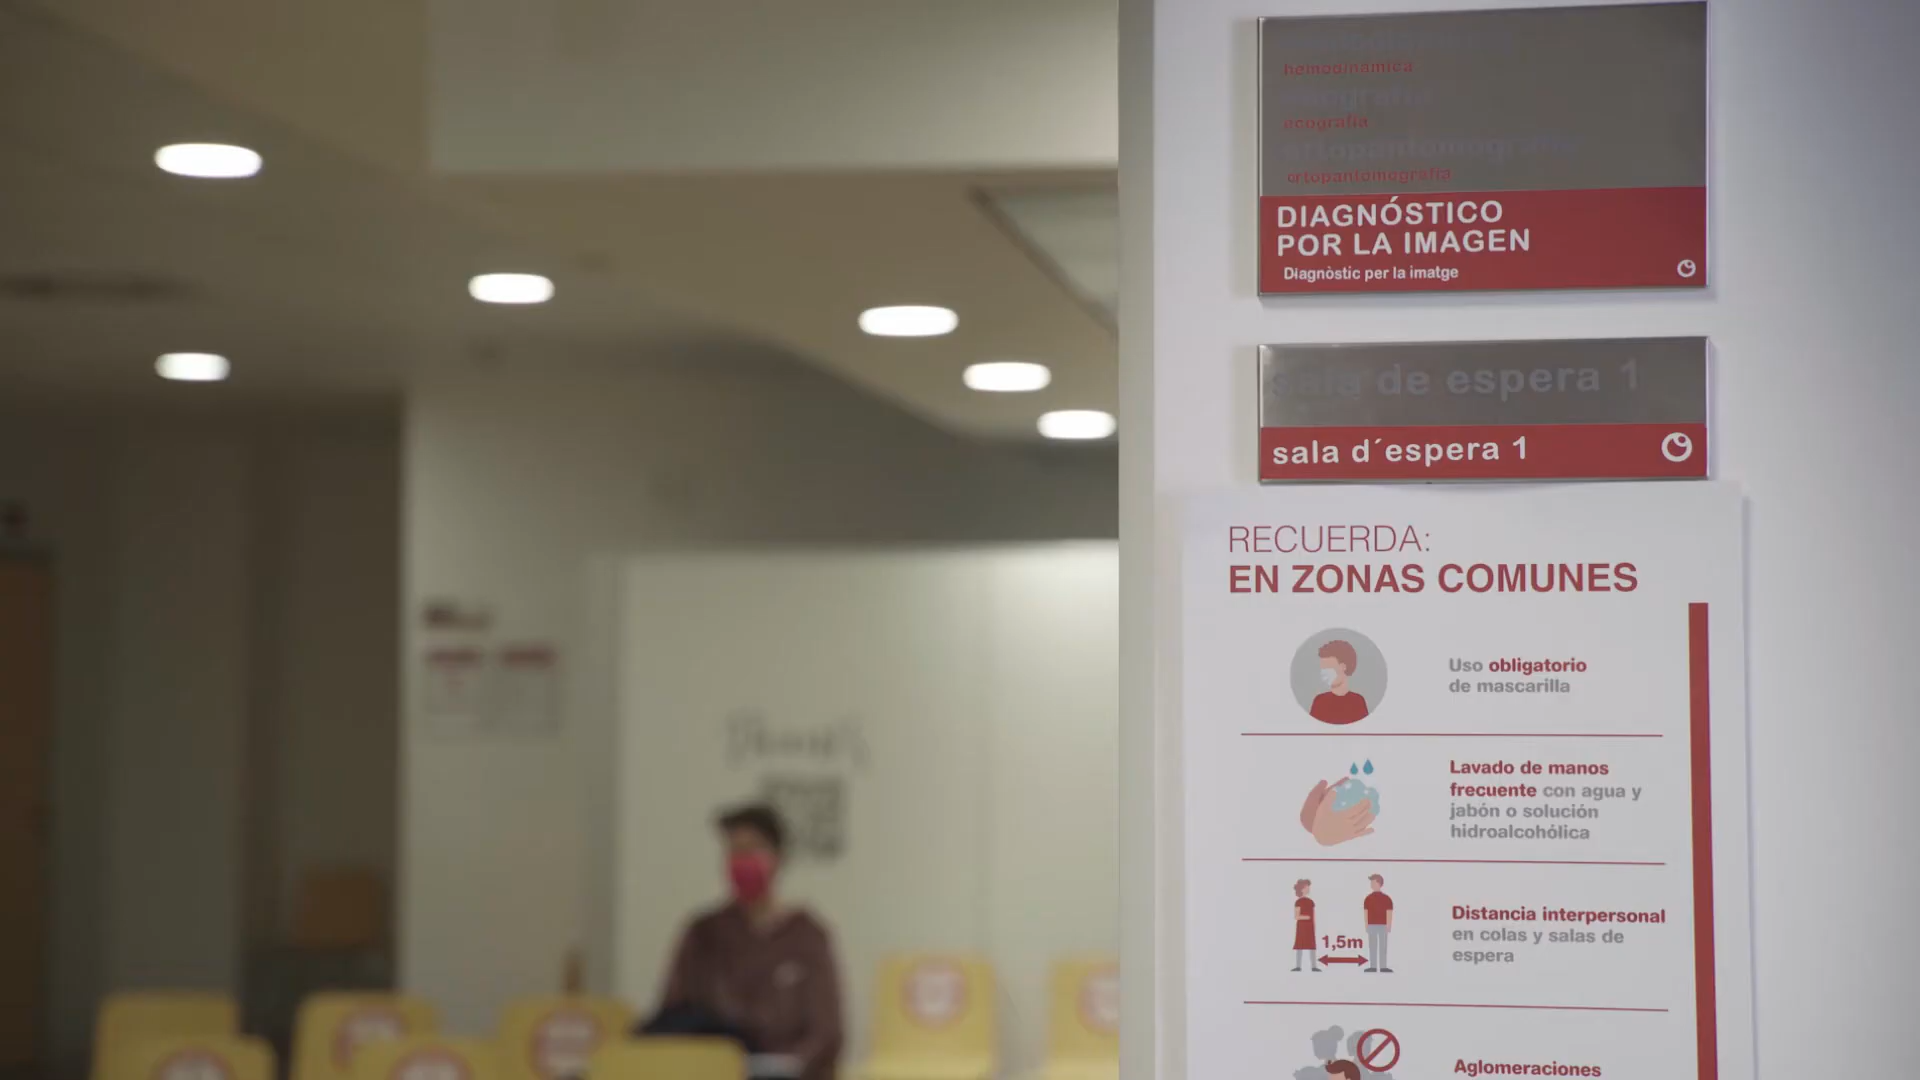 hemodinàmica
ecografia
ortopantomografia
DIAGNÓSTICO
POR LA IMAGEN
Diagnòstic per la imatge
sala de espera 1
sala d´espera 1
RECUERDA:
EN ZONAS COMUNES
Uso obligatorio
de mascarilla
Lavado de manos
frecuente con agua y
jabón o solución
hidroalcohólica
1,5m
Distancia interpersonal
en colas y salas de
espera
Aglomeraciones